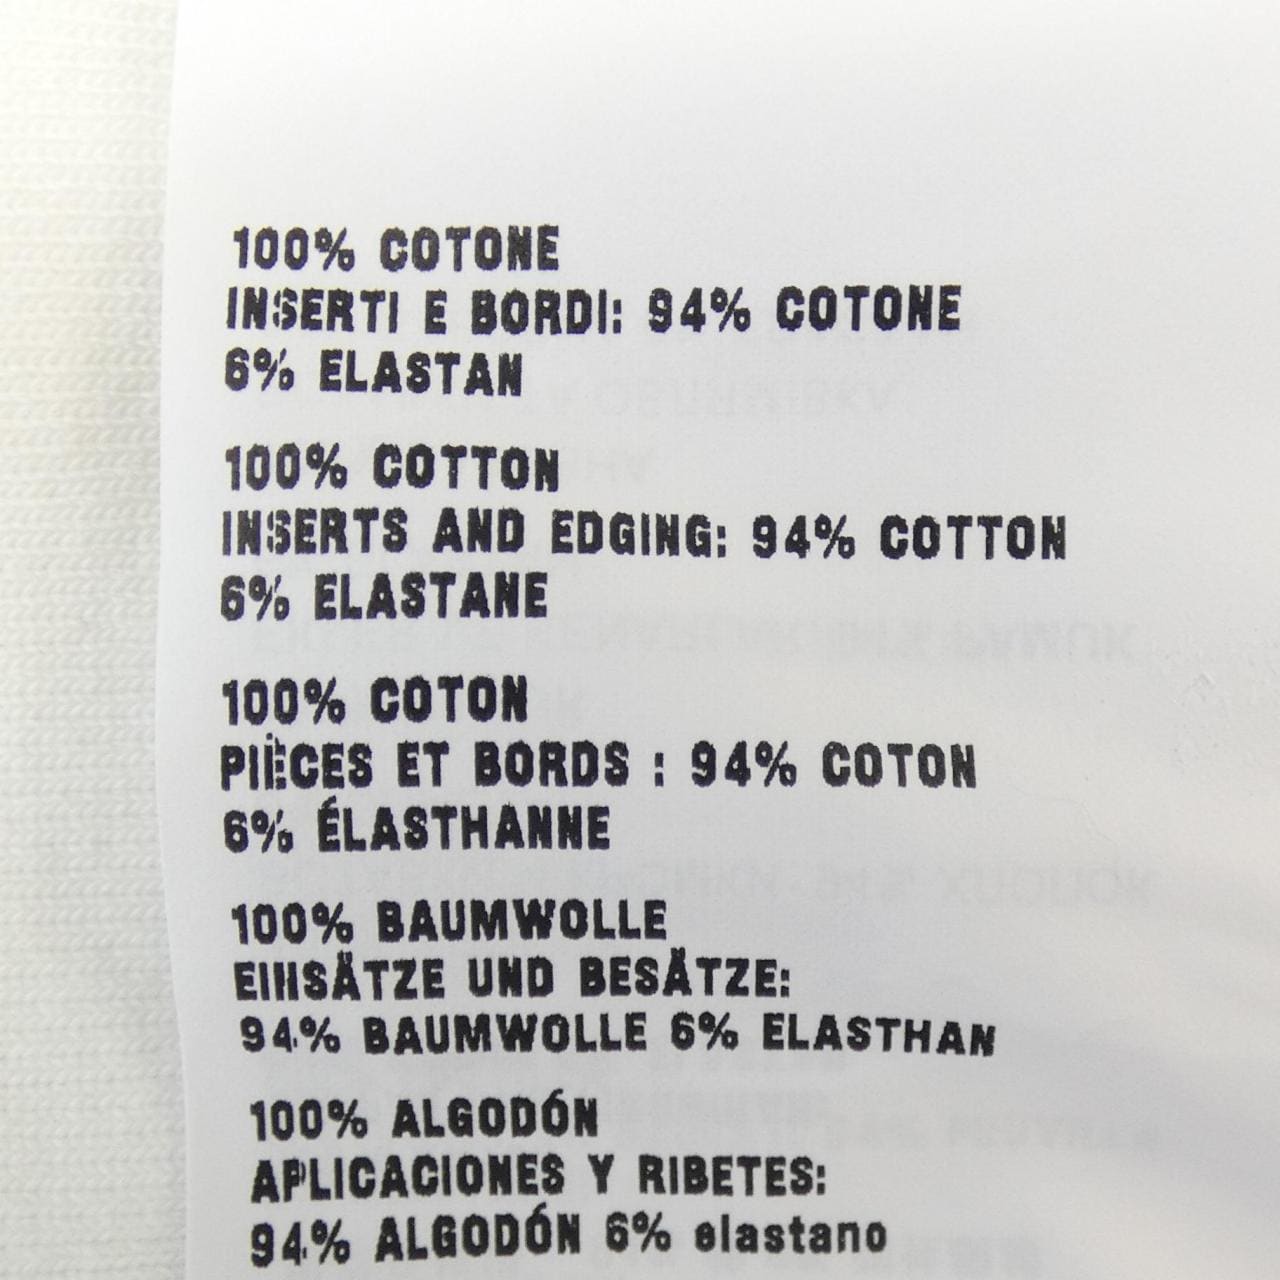 100% COTONE
INSERTI E BORDI: 94% COTONE
6% ELASTAN
100% COTTON
INSERTS AND EDGING: 94% COTTON
6% ELASTANE
100% COTON
PIÈCES ET BORDS : 94% COTON
6% ÉLASTHANNE
100% BAUMWOLLE
EINSÄTZE UND BESÄTZE:
94% BAUMWOLLE 6% ELASTHAN
100% ALGODÓN
APLICACIONES Y RIBETES:
94% ALGODÓN 6% elastano